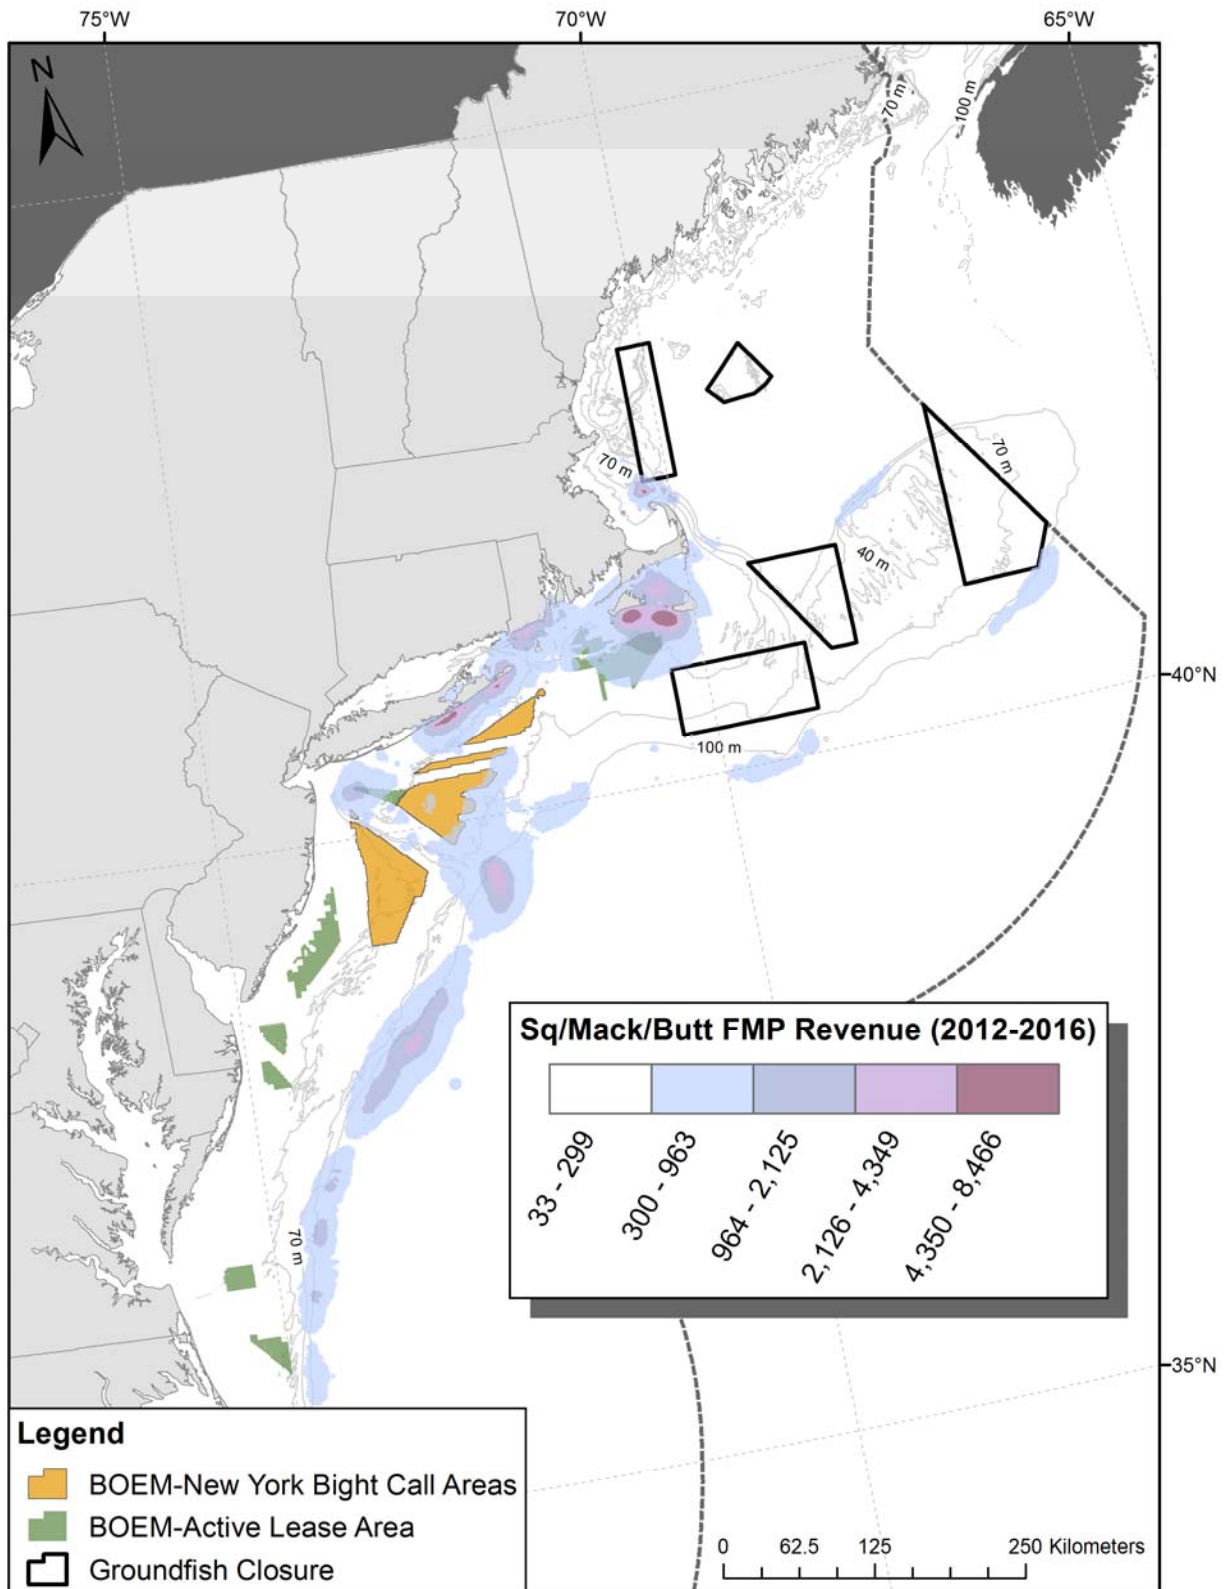 75°W
70°W
65°W
N
70 m
100 m
70 m
70 m
40 m
40°N
100 m
Sq/Mack/Butt FMP Revenue (2012-2016)
33 - 299
300 - 963
964 - 2,125
2,126 - 4,349
4,350 - 8,466
70 m
35°N
Legend
BOEM-New York Bight Call Areas
BOEM-Active Lease Area
Groundfish Closure
0 62.5 125 250 Kilometers